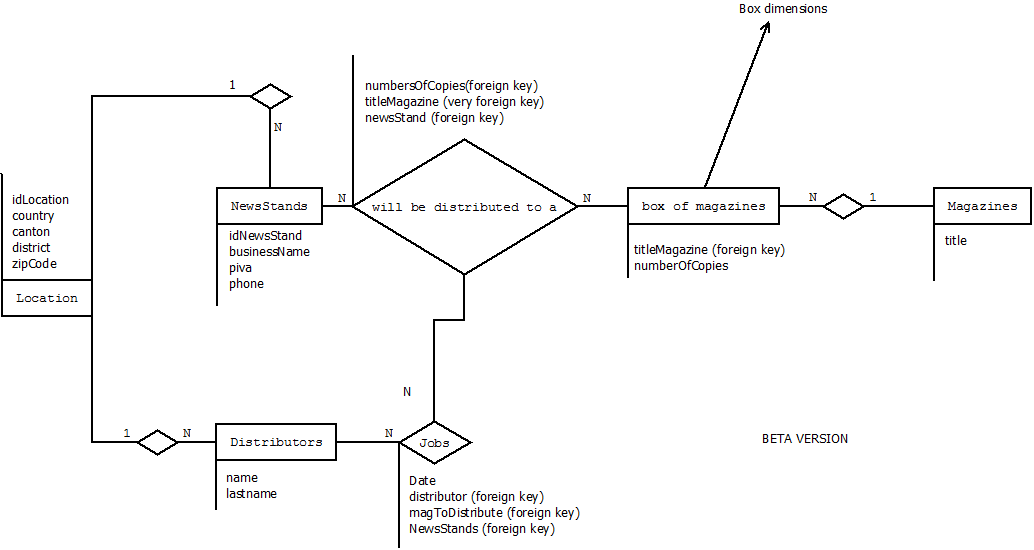 Box dimensions
numbersOfCopies(foreign key)
titleMagazine (very foreign key)
newsStand (foreign key)
1
N
idLocation
country
canton
district
zipCode
Location
NewsStands
N
will be distributed to a
N
box of magazines
N
1
Magazines
idNewsStand
businessName
piva
phone
titleMagazine (foreign key)
numberOfCopies
title
N
1
N
Distributors
N
Jobs
BETA VERSION
name
lastname
Date
distributor (foreign key)
magToDistribute (foreign key)
NewsStands (foreign key)